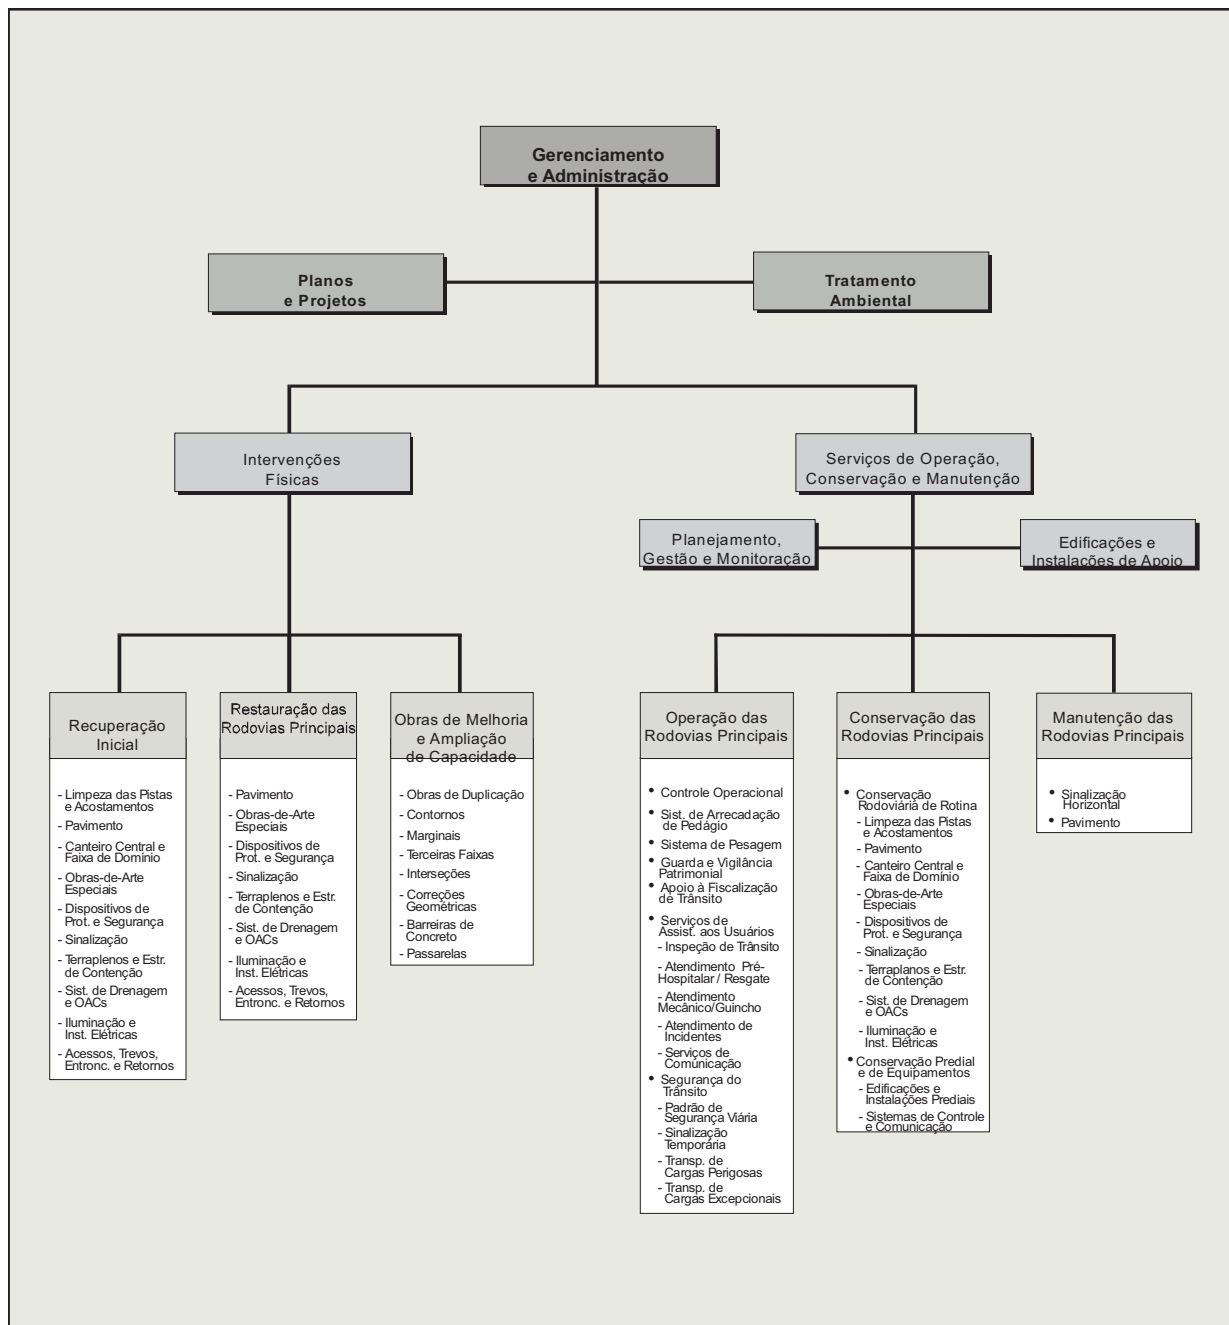 Gerenciamento
e Administração
Planos
e Projetos
Tratamento
Ambiental
Intervenções
Físicas
Serviços de Operação,
Conservação e Manutenção
Planejamento,
Gestão e Monitoração
Edificações e
Instalações de Apoio
Recuperação
Inicial
- Limpeza das Pistas
e Acostamentos
- Pavimento
- Canteiro Central e
Faixa de Domínio
- Obras-de-Arte
Especiais
- Dispositivos de
Prot. e Segurança
- Sinalização
- Terraplenos e Estr.
de Contenção
- Sist. de Drenagem
e OACs
- Iluminação e
Inst. Elétricas
- Acessos, Trevos,
Entronc. e Retornos
Restauração das
Rodovias Principais
- Pavimento
- Obras-de-Arte
Especiais
- Dispositivos de
Prot. e Segurança
- Sinalização
- Terraplenos e Estr.
de Contenção
- Sist. de Drenagem
e OACs
- Iluminação e
Inst. Elétricas
- Acessos, Trevos,
Entronc. e Retornos
Obras de Melhoria
e Ampliação
de Capacidade
- Obras de Duplicação
- Contornos
- Marginais
- Terceiras Faixas
- Interseções
- Correções
Geométricas
- Barreiras de
Concreto
- Passarelas
Operação das
Rodovias Principais
• Controle Operacional
• Sist. de Arrecadação
de Pedágio
• Sistema de Pesagem
• Guarda e Vigilância
Patrimonial
• Apoio à Fiscalização
de Trânsito
• Serviços de
Assist. aos Usuários
- Inspeção de Trânsito
- Atendimento Pré-
Hospitalar / Resgate
- Atendimento
Mecânico/Guincho
- Atendimento de
Incidentes
- Serviços de
Comunicação
• Segurança do
Trânsito
- Padrão de
Segurança Viária
- Sinalização
Temporária
- Transp. de
Cargas Perigosas
- Transp. de
Cargas Excepcionais
Conservação das
Rodovias Principais
• Conservação
Rodoviária de Rotina
- Limpeza das Pistas
e Acostamentos
- Pavimento
- Canteiro Central e
Faixa de Domínio
- Obras-de-Arte
Especiais
- Dispositivos de
Prot. e Segurança
- Sinalização
- Terraplanos e Estr.
de Contenção
- Sist. de Drenagem
e OACs
- Iluminação e
Inst. Elétricas
• Conservação Predial
e de Equipamentos
- Edificações e
Instalações Prediais
- Sistemas de Controle
e Comunicação
Manutenção das
Rodovias Principais
• Sinalização
Horizontal
• Pavimento